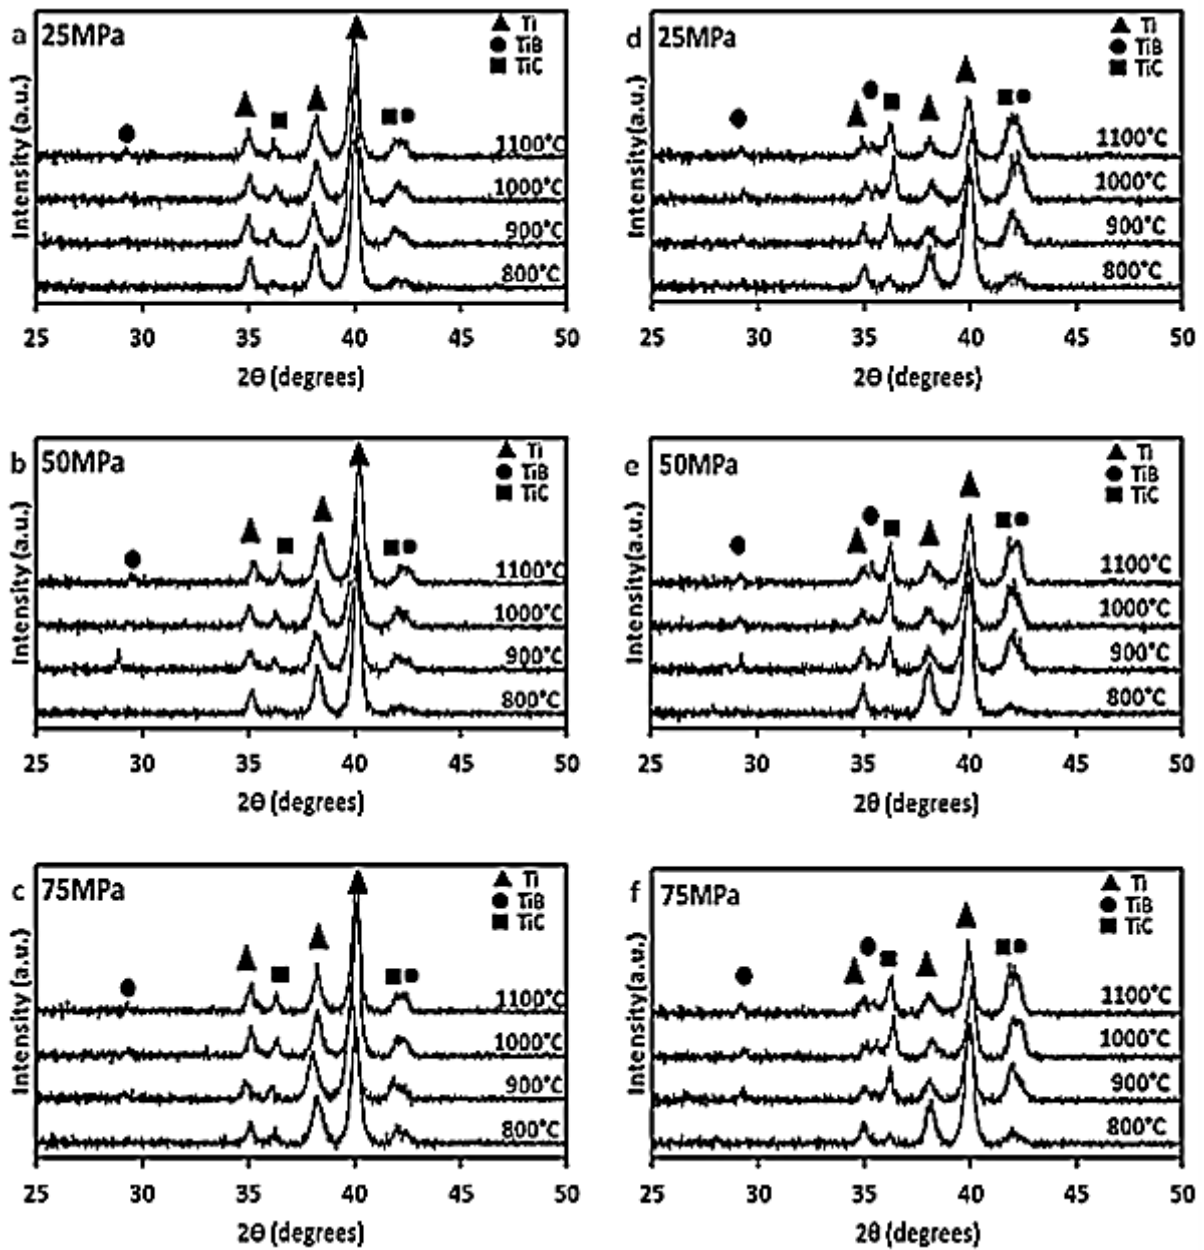 a 25MPa
Ti
TiB
TiC
1100°C
1000°C
900°C
800°C
Intensity (a.u.)
25 30 35 40 45 50
2θ (degrees)
d 25MPa
Ti
TiB
TiC
1100°C
1000°C
900°C
800°C
Intensity(a.u.)
25 30 35 40 45 50
2θ (degrees)
b 50MPa
Ti
TiB
TiC
1100°C
1000°C
900°C
800°C
Intensity (a.u.)
25 30 35 40 45 50
2θ (degrees)
e 50MPa
Ti
TiB
TiC
1100°C
1000°C
900°C
800°C
Intensity(a.u.)
25 30 35 40 45 50
2θ (degrees)
c 75MPa
Ti
TiB
TiC
1100°C
1000°C
900°C
800°C
Intensity (a.u.)
25 30 35 40 45 50
2θ (degrees)
f 75MPa
Ti
TiB
TiC
1100°C
1000°C
900°C
800°C
Intensity (a.u.)
25 30 35 40 45 50
2θ (degrees)